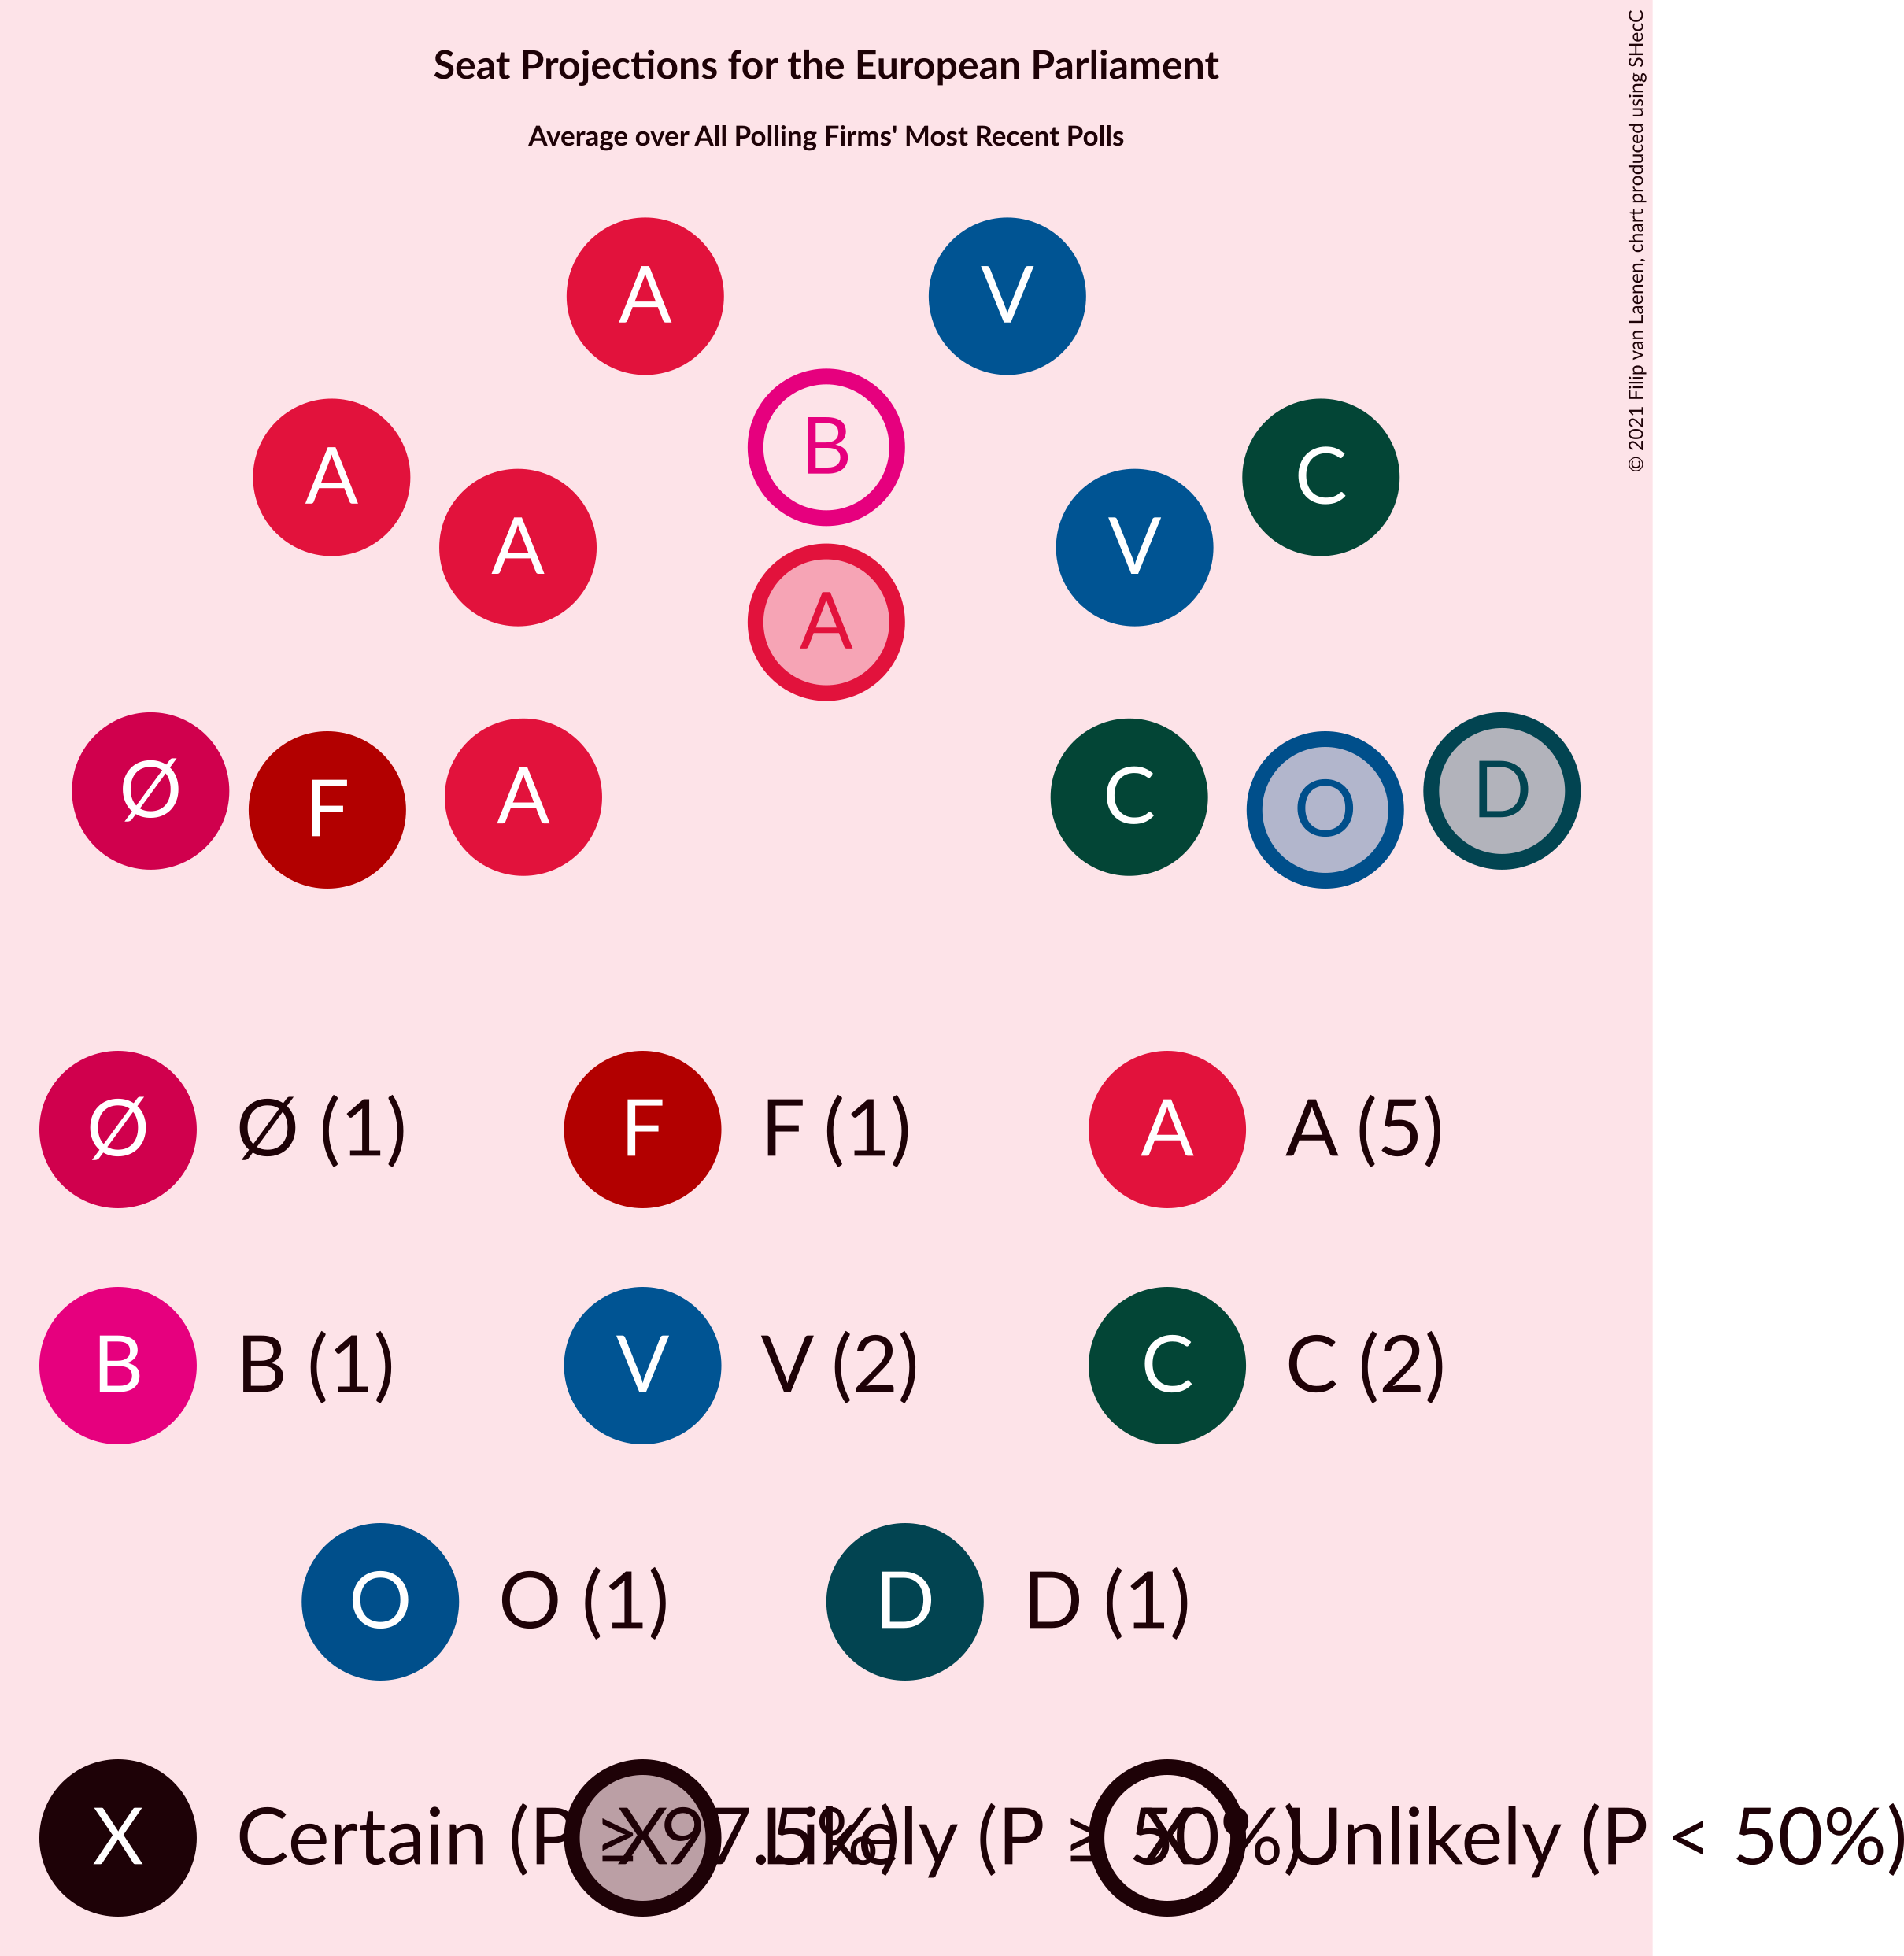 Seat Projections for the European Parliament
Average over All Polling Firms' Most Recent Polls
© 2021 Filip van Laenen, chart produced using SHecC
A V
B
A C
A V
A
Ø F A C O D
Ø Ø (1) F F (1) A A (5)
B B (1) V V (2) C C (2)
O O (1) D D (1)
X Certain (P ≥ 97.5%) X Likely (P ≥ 50%) X Unlikely (P < 50%)